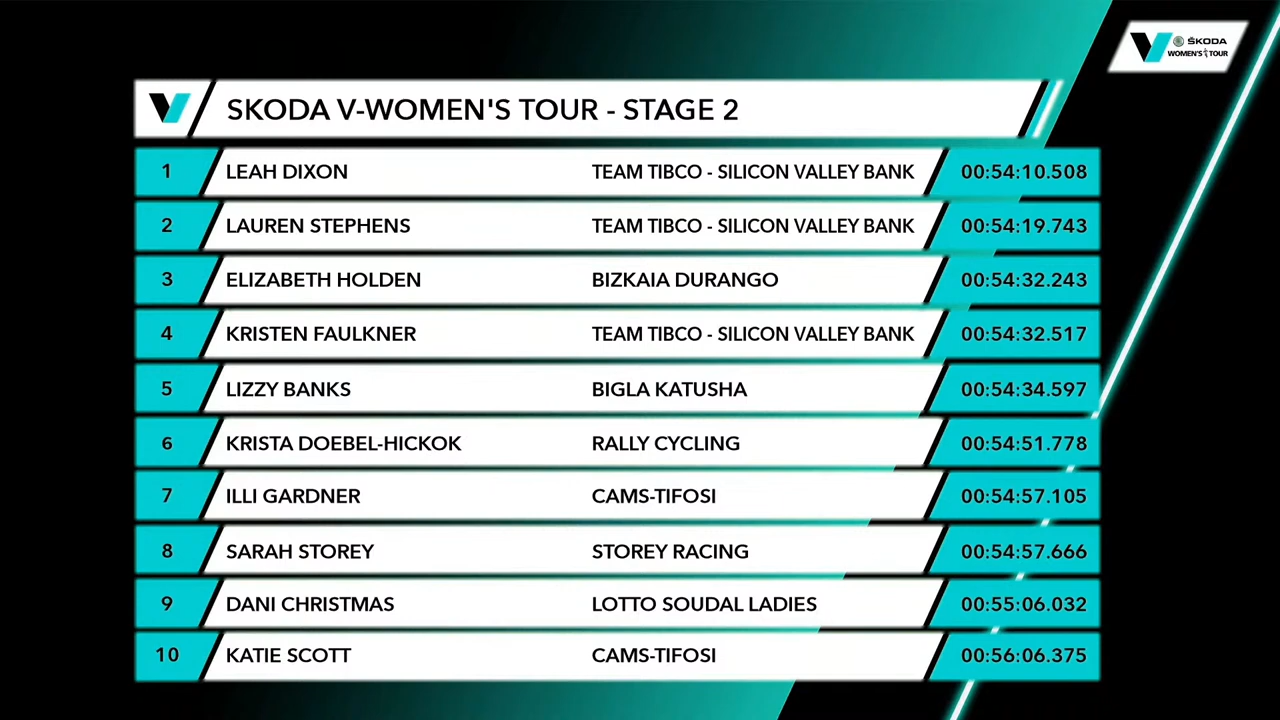 ŠKODA
WOMEN'S TOUR
SKODA V-WOMEN'S TOUR - STAGE 2
1 LEAH DIXON TEAM TIBCO - SILICON VALLEY BANK 00:54:10.508
2 LAUREN STEPHENS TEAM TIBCO - SILICON VALLEY BANK 00:54:19.743
3 ELIZABETH HOLDEN BIZKAIA DURANGO 00:54:32.243
4 KRISTEN FAULKNER TEAM TIBCO - SILICON VALLEY BANK 00:54:32.517
5 LIZZY BANKS BIGLA KATUSHA 00:54:34.597
6 KRISTA DOEBEL-HICKOK RALLY CYCLING 00:54:51.778
7 ILLI GARDNER CAMS-TIFOSI 00:54:57.105
8 SARAH STOREY STOREY RACING 00:54:57.666
9 DANI CHRISTMAS LOTTO SOUDAL LADIES 00:55:06.032
10 KATIE SCOTT CAMS-TIFOSI 00:56:06.375